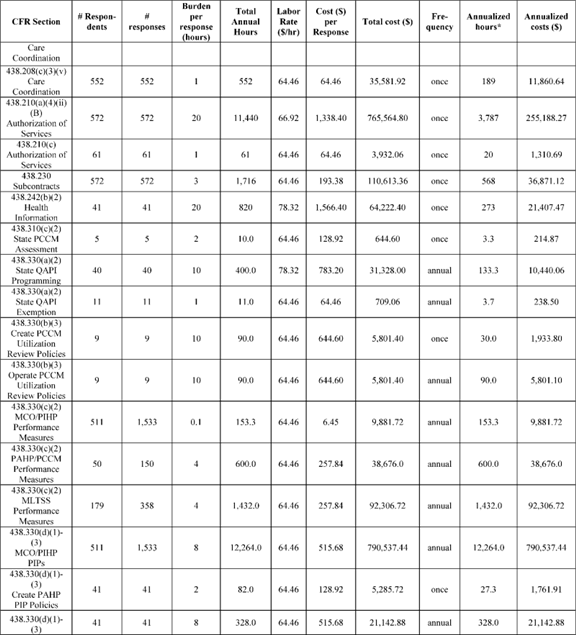 CFR Section # Respon-dents # responses Burden per response (hours) Total Annual Hours Labor Rate ($/hr) Cost ($) per Response Total cost ($) Fre-quency Annualized hours* Annualized costs ($)
Care Coordination
438.208(c)(3)(v) Care Coordination 552 552 1 552 64.46 64.46 35,581.92 once 189 11,860.64
438.210(a)(4)(ii)(B) Authorization of Services 572 572 20 11,440 66.92 1,338.40 765,564.80 once 3,787 255,188.27
438.210(c) Authorization of Services 61 61 1 61 64.46 64.46 3,932.06 once 20 1,310.69
438.230 Subcontracts 572 572 3 1,716 64.46 193.38 110,613.36 once 568 36,871.12
438.242(b)(2) Health Information 41 41 20 820 78.32 1,566.40 64,222.40 once 273 21,407.47
438.310(c)(2) State PCCM Assessment 5 5 2 10.0 64.46 128.92 644.60 once 3.3 214.87
438.330(a)(2) State QAPI Programming 40 40 10 400.0 78.32 783.20 31,328.00 annual 133.3 10,440.06
438.330(a)(2) State QAPI Exemption 11 11 1 11.0 64.46 64.46 709.06 annual 3.7 238.50
438.330(b)(3) Create PCCM Utilization Review Policies 9 9 10 90.0 64.46 644.60 5,801.40 once 30.0 1,933.80
438.330(b)(3) Operate PCCM Utilization Review Policies 9 9 10 90.0 64.46 644.60 5,801.40 annual 90.0 5,801.10
438.330(c)(2) MCO/PIHP Performance Measures 511 1,533 0.1 153.3 64.46 6.45 9,881.72 annual 153.3 9,881.72
438.330(c)(2) PAHP/PCCM Performance Measures 50 150 4 600.0 64.46 257.84 38,676.0 annual 600.0 38,676.0
438.330(c)(2) MLTSS Performance Measures 179 358 4 1,432.0 64.46 257.84 92,306.72 annual 1,432.0 92,306.72
438.330(d)(1)-(3) MCO/PIHP PIPs 511 1,533 8 12,264.0 64.46 515.68 790,537.44 annual 12,264.0 790,537.44
438.330(d)(1)-(3) Create PAHP PIP Policies 41 41 2 82.0 64.46 128.92 5,285.72 once 27.3 1,761.91
438.330(d)(1)-(3) 41 41 8 328.0 64.46 515.68 21,142.88 annual 328.0 21,142.88